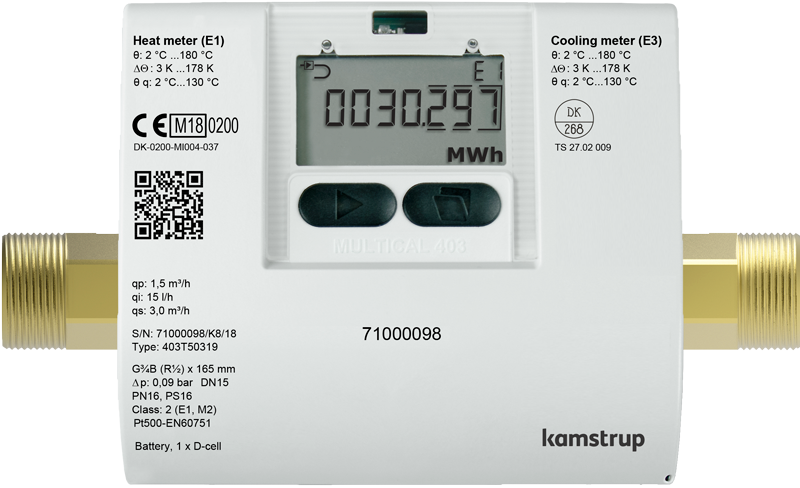 Heat meter (E1)
θ: 2 °C ...180 °C
ΔΘ: 3 K ...178 K
θ q: 2 °C...130 °C
CE M18 0200
DK-0200-MI004-037
E1
0030.297
MWh
MULTICAL 403
Cooling meter (E3)
θ: 2 °C ...180 °C
ΔΘ: 3 K ...178 K
θ q: 2 °C...130 °C
DK
268
TS 27.02 009
qp: 1,5 m³/h
qi: 15 l/h
qs: 3,0 m³/h
S/N: 71000098/K8/18
Type: 403T50319
G¾B (R½) x 165 mm
Δp: 0,09 bar DN15
PN16, PS16
Class: 2 (E1, M2)
Pt500-EN60751
Battery, 1 x D-cell
71000098
kamstrup